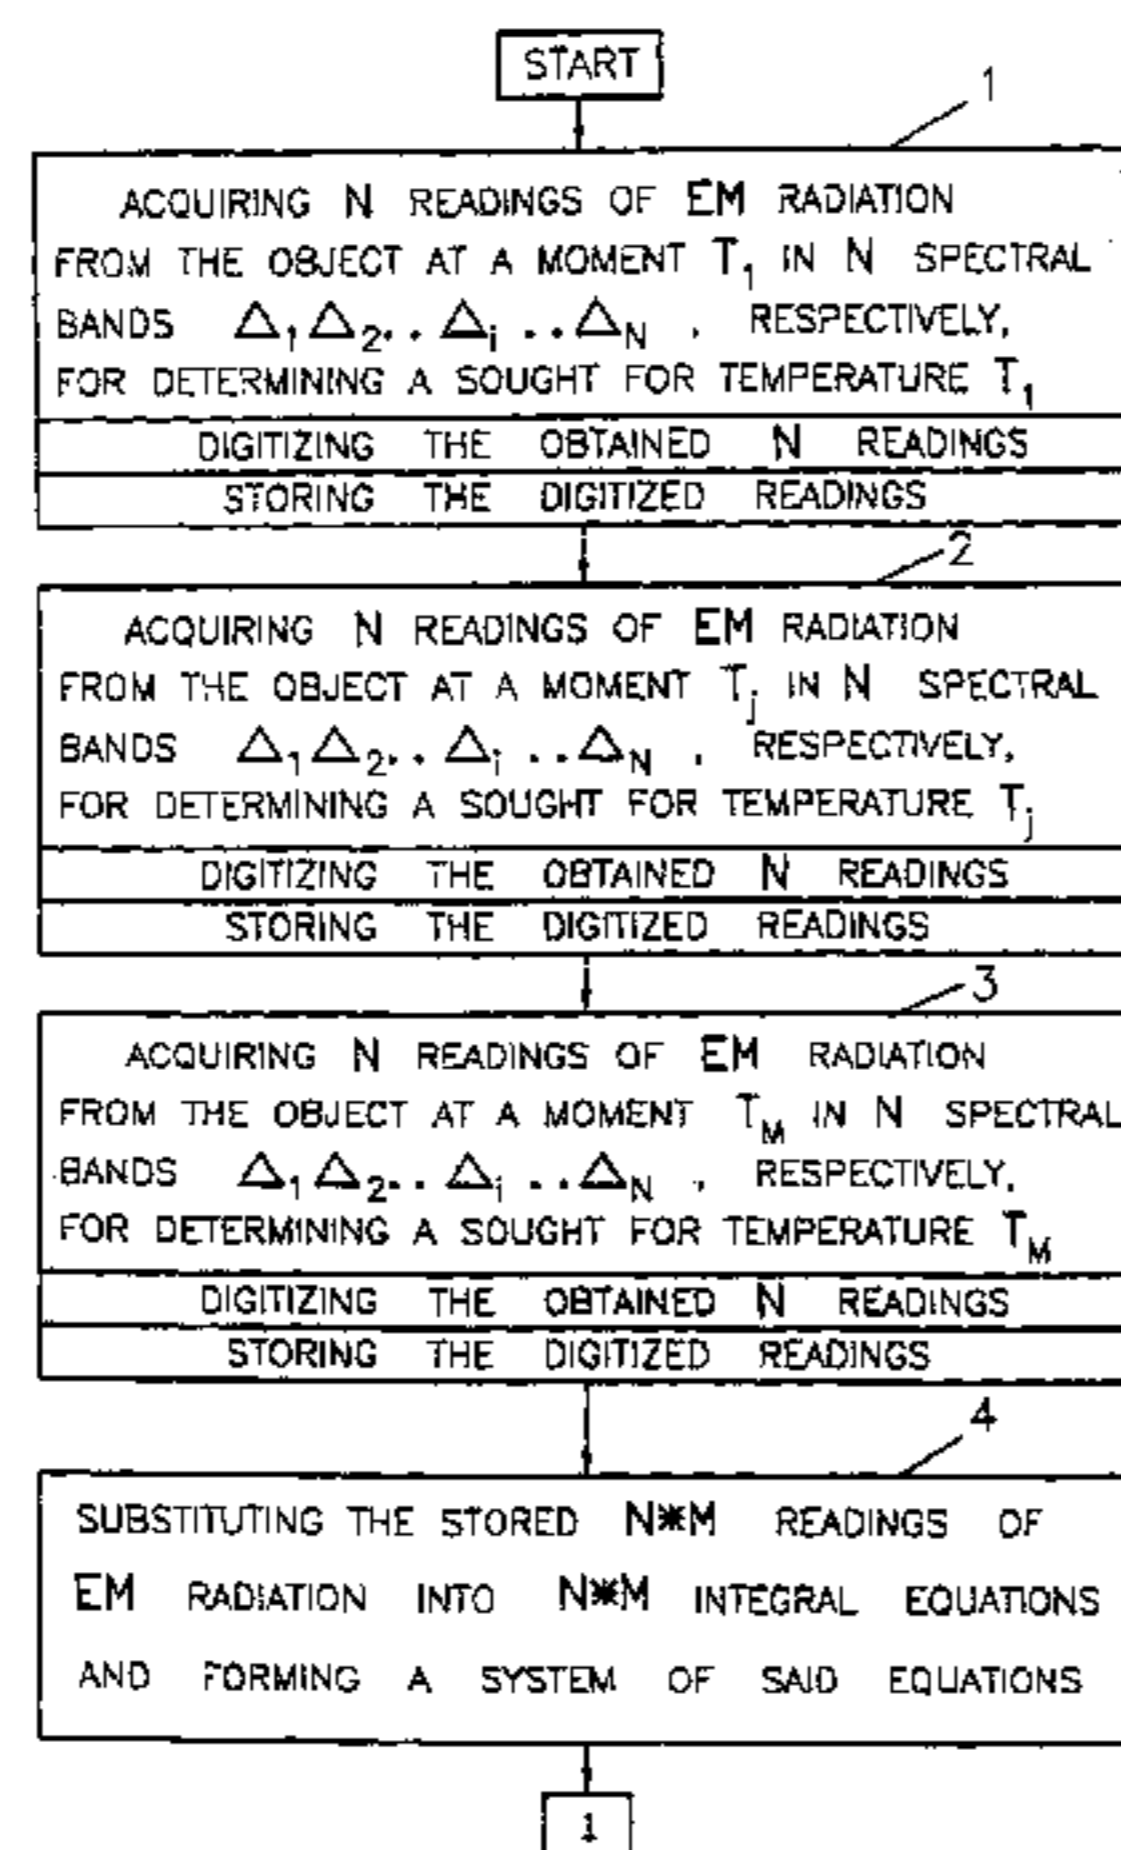 START
1
ACQUIRING N READINGS OF EM RADIATION
FROM THE OBJECT AT A MOMENT T₁ IN N SPECTRAL
BANDS Δ₁ Δ₂.. Δᵢ ..Δ_N , RESPECTIVELY,
FOR DETERMINING A SOUGHT FOR TEMPERATURE T₁
DIGITIZING THE OBTAINED N READINGS
STORING THE DIGITIZED READINGS
2
ACQUIRING N READINGS OF EM RADIATION
FROM THE OBJECT AT A MOMENT Tⱼ IN N SPECTRAL
BANDS Δ₁ Δ₂.. Δᵢ ..Δ_N , RESPECTIVELY,
FOR DETERMINING A SOUGHT FOR TEMPERATURE Tⱼ
DIGITIZING THE OBTAINED N READINGS
STORING THE DIGITIZED READINGS
3
ACQUIRING N READINGS OF EM RADIATION
FROM THE OBJECT AT A MOMENT T_M IN N SPECTRAL
BANDS Δ₁ Δ₂.. Δᵢ ..Δ_N , RESPECTIVELY,
FOR DETERMINING A SOUGHT FOR TEMPERATURE T_M
DIGITIZING THE OBTAINED N READINGS
STORING THE DIGITIZED READINGS
4
SUBSTITUTING THE STORED N*M READINGS OF
EM RADIATION INTO N*M INTEGRAL EQUATIONS
AND FORMING A SYSTEM OF SAID EQUATIONS
1